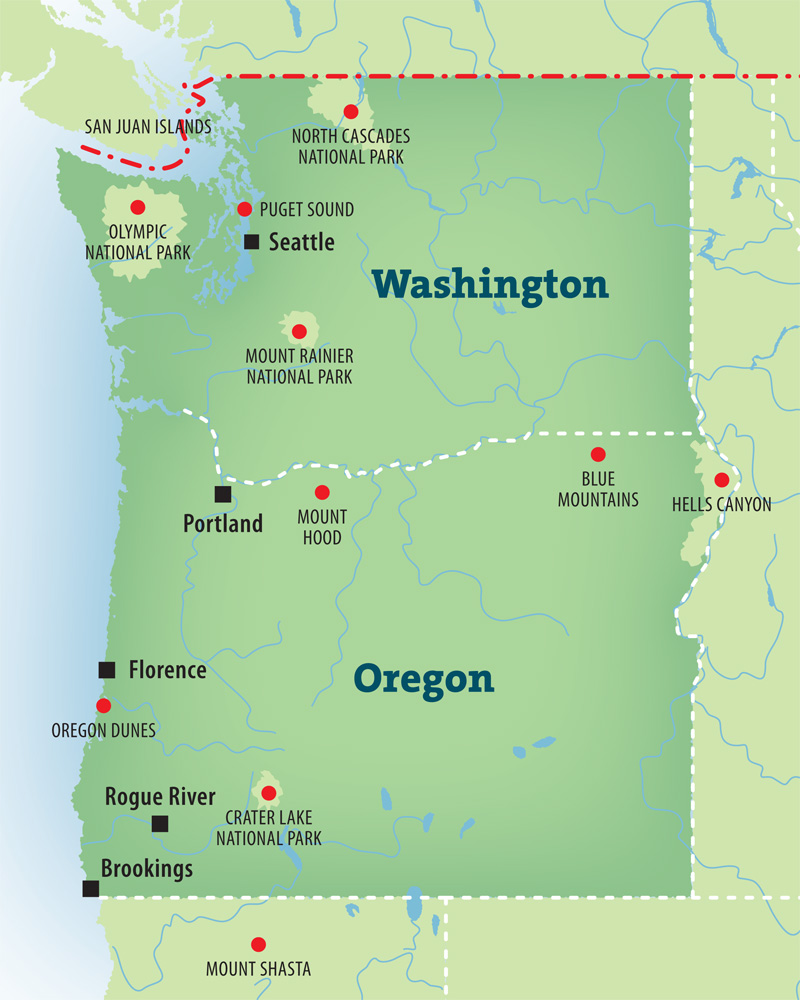 SAN JUAN ISLANDS
NORTH CASCADES
NATIONAL PARK
PUGET SOUND
OLYMPIC
NATIONAL PARK
Seattle
Washington
MOUNT RAINIER
NATIONAL PARK
BLUE
MOUNTAINS
HELLS CANYON
Portland
MOUNT
HOOD
Florence
Oregon
OREGON DUNES
Rogue River
CRATER LAKE
NATIONAL PARK
Brookings
MOUNT SHASTA